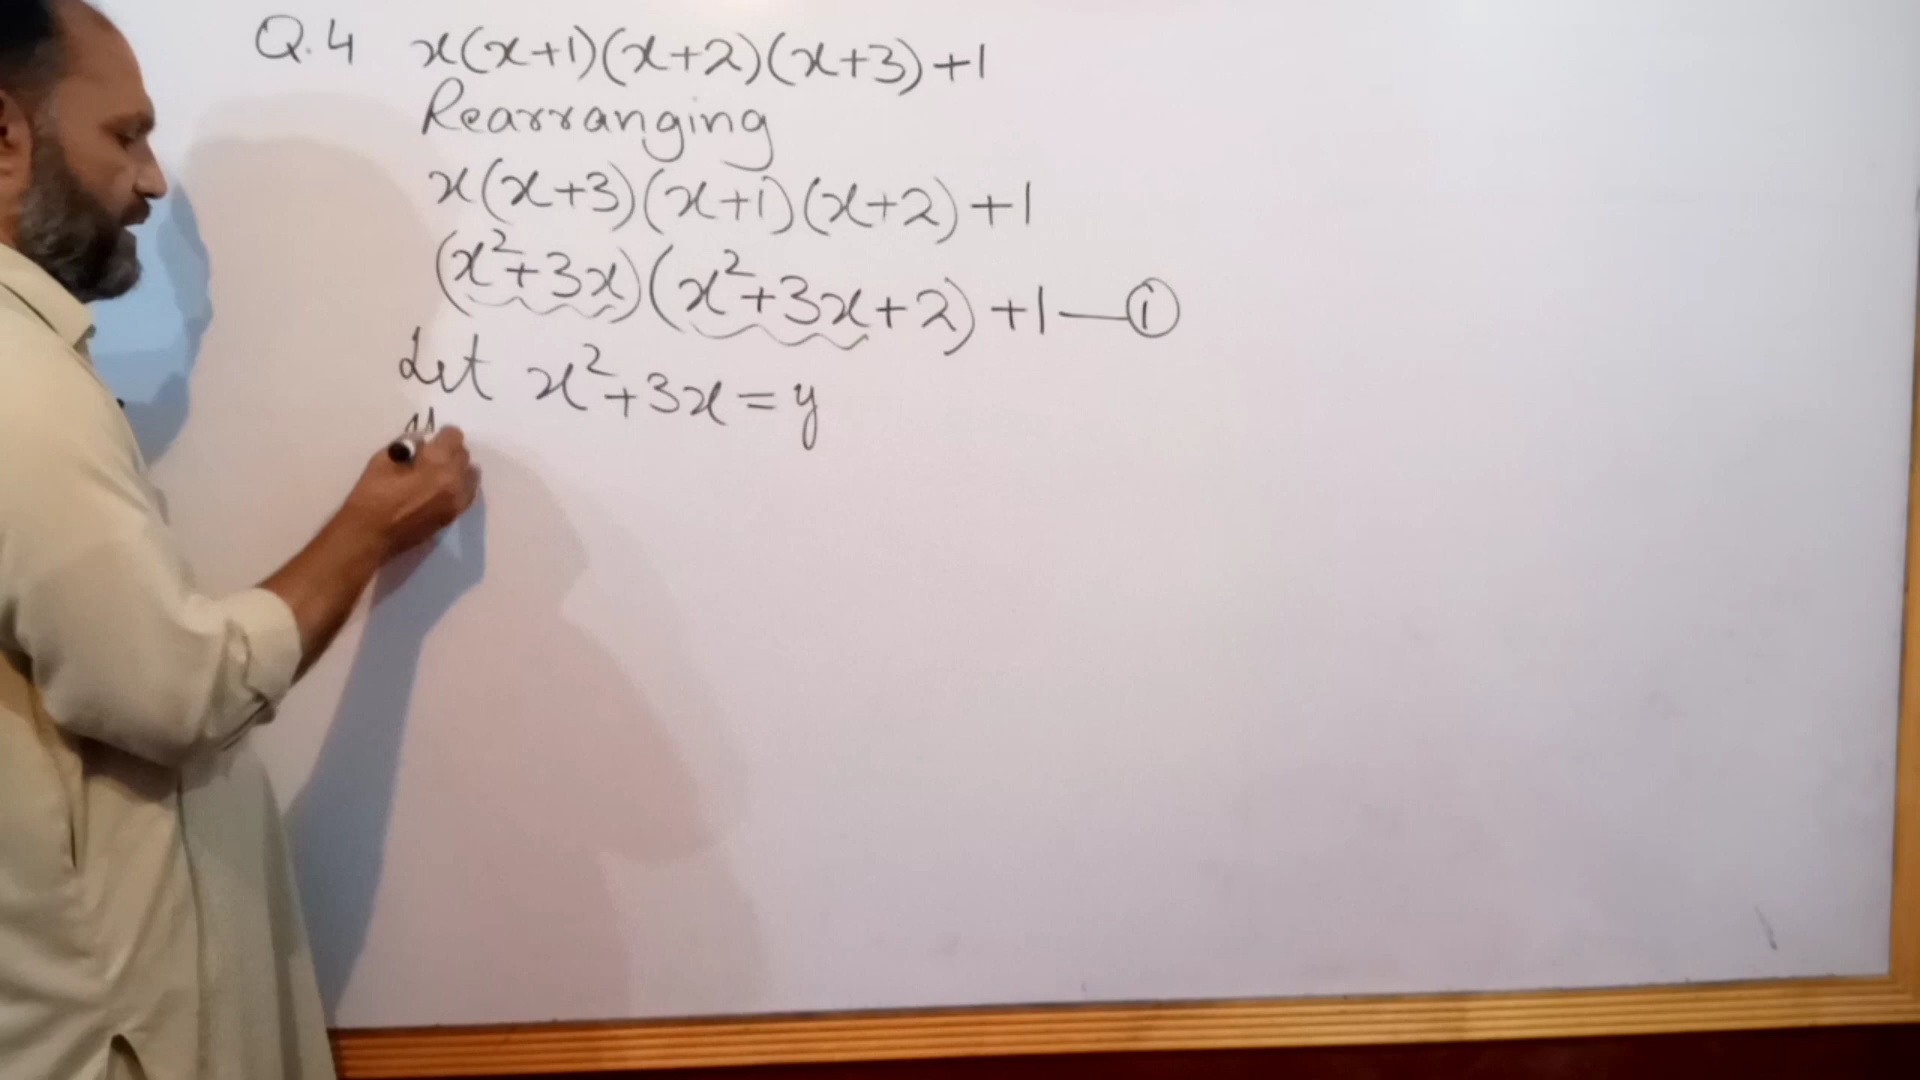 Q.4 x(x+1)(x+2)(x+3)+1
Rearranging
x(x+3)(x+1)(x+2)+1
(x²+3x)(x²+3x+2)+1—①
Let x²+3x=y